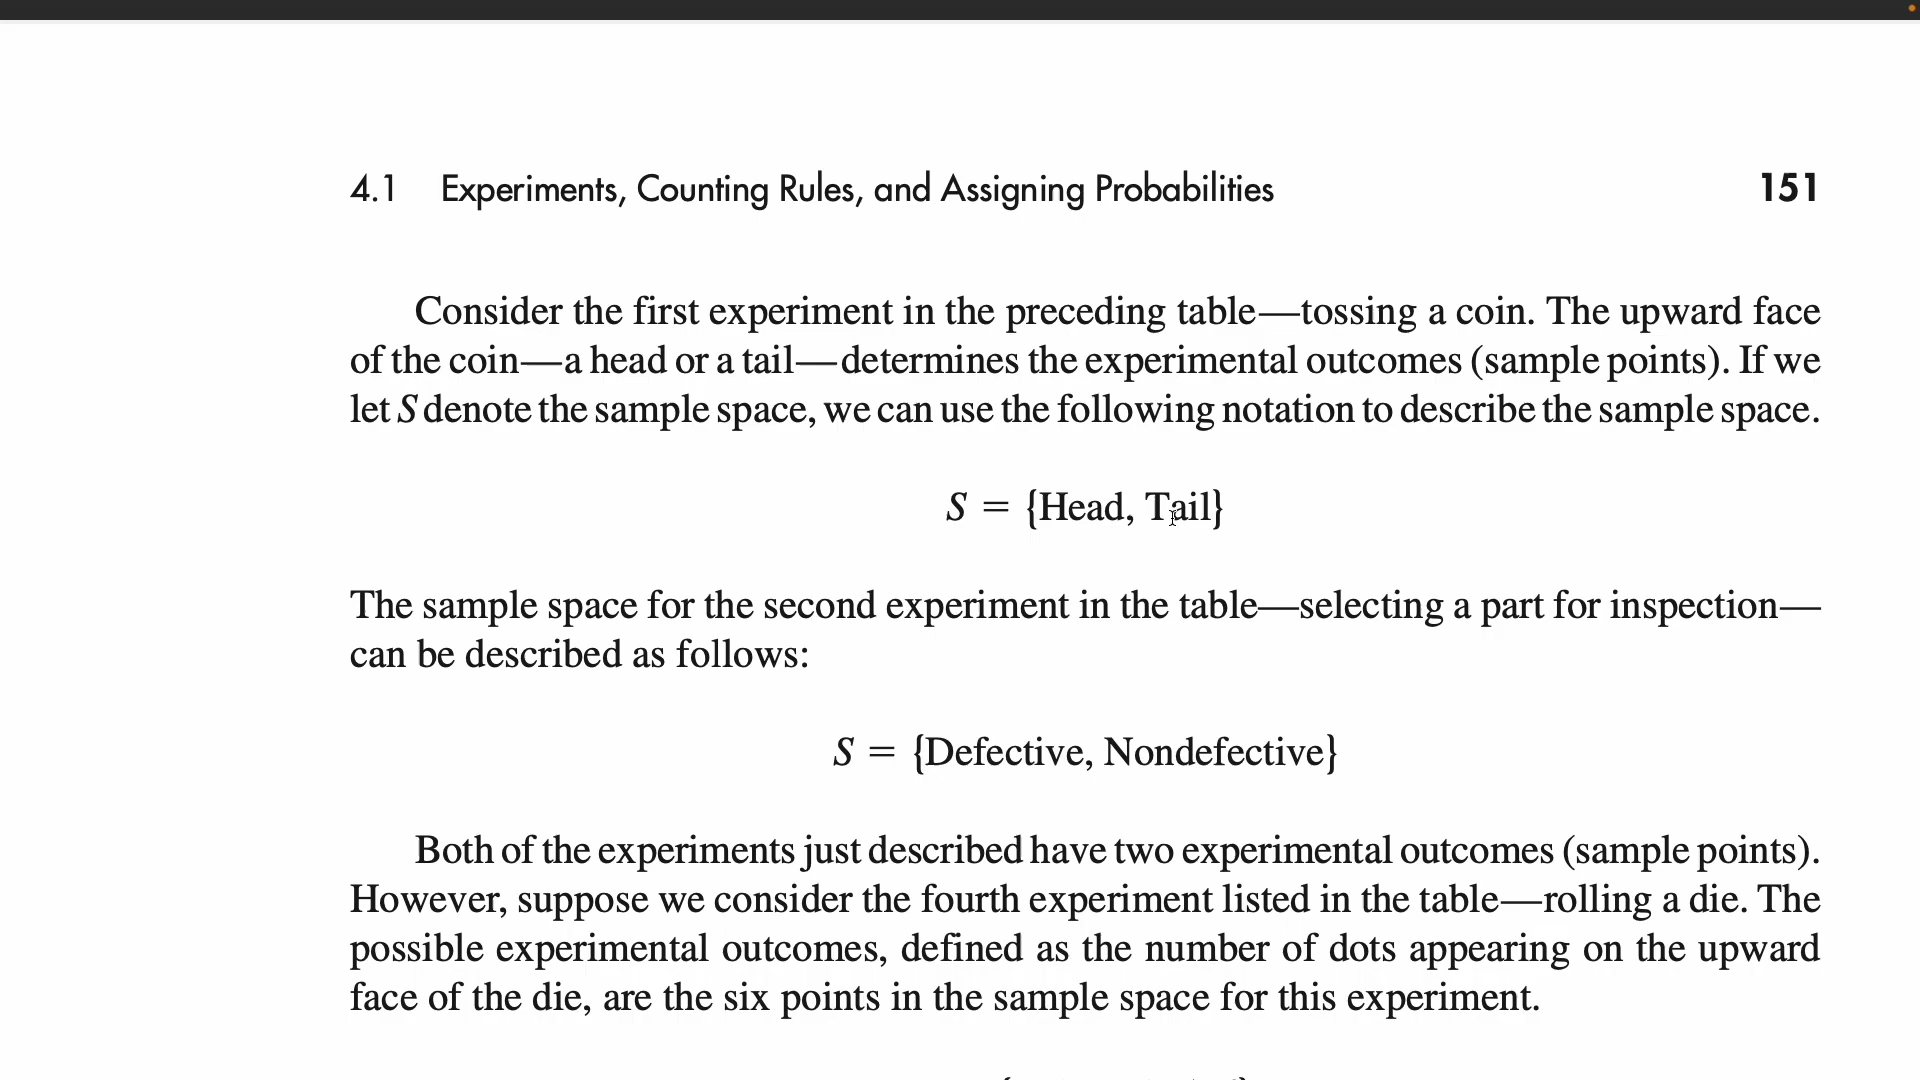 4.1 Experiments, Counting Rules, and Assigning Probabilities 151
Consider the first experiment in the preceding table—tossing a coin. The upward face
of the coin—a head or a tail—determines the experimental outcomes (sample points). If we
let S denote the sample space, we can use the following notation to describe the sample space.
S = {Head, Tail}
The sample space for the second experiment in the table—selecting a part for inspection—
can be described as follows:
S = {Defective, Nondefective}
Both of the experiments just described have two experimental outcomes (sample points).
However, suppose we consider the fourth experiment listed in the table—rolling a die. The
possible experimental outcomes, defined as the number of dots appearing on the upward
face of the die, are the six points in the sample space for this experiment.